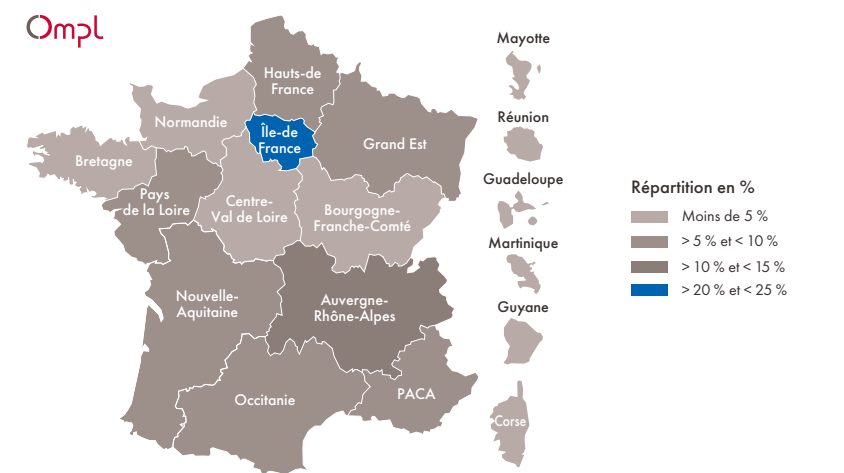 Ompl
Hauts-de
France
Normandie
Île-de
France
Grand Est
Bretagne
Pays
de la Loire
Centre-
Val de Loire
Bourgogne-
Franche-Comté
Nouvelle-
Aquitaine
Auvergne-
Rhône-Alpes
Occitanie
PACA
Mayotte
Réunion
Guadeloupe
Martinique
Guyane
Corse
Répartition en %
Moins de 5 %
> 5 % et < 10 %
> 10 % et < 15 %
> 20 % et < 25 %